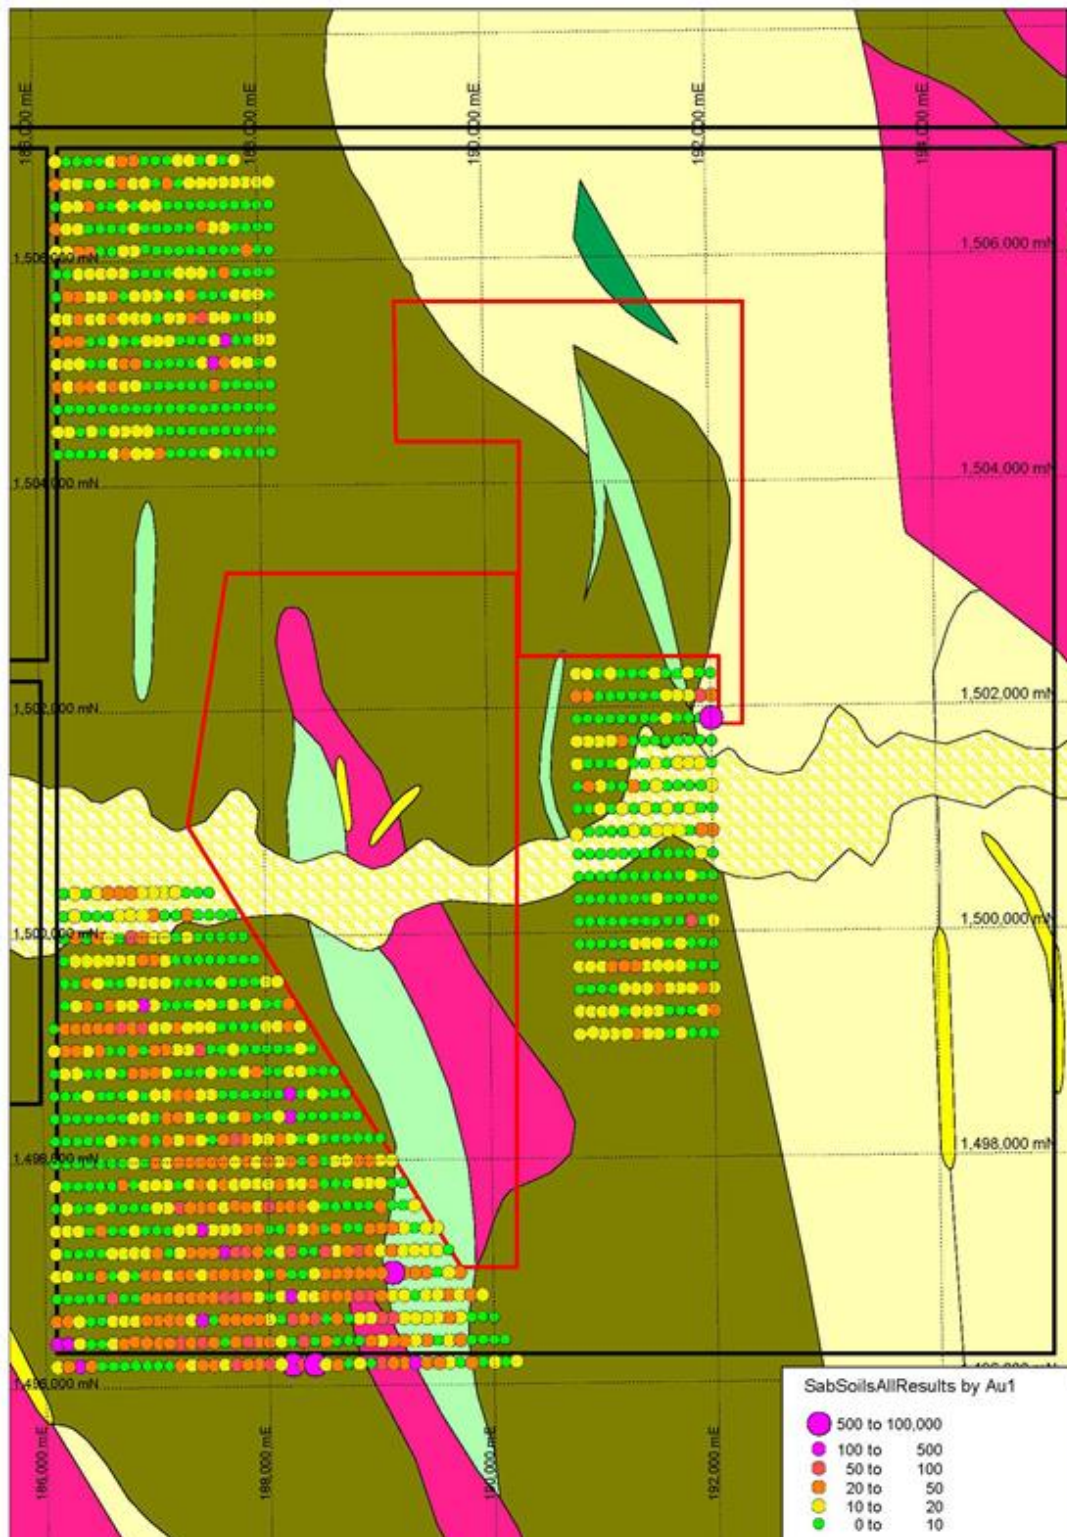 186,000 mE
188,000 mE
190,000 mE
192,000 mE
194,000 mE
1,506,000 mN
1,506,000 mN
1,504,000 mN
1,504,000 mN
1,502,000 mN
1,502,000 mN
1,500,000 mN
1,500,000 mN
1,498,000 mN
1,498,000 mN
1,496,000 mN
1,496,000 mN
186,000 mE
188,000 mE
190,000 mE
192,000 mE
SabSoilsAllResults by Au1
500 to 100,000
100 to 500
50 to 100
20 to 50
10 to 20
0 to 10